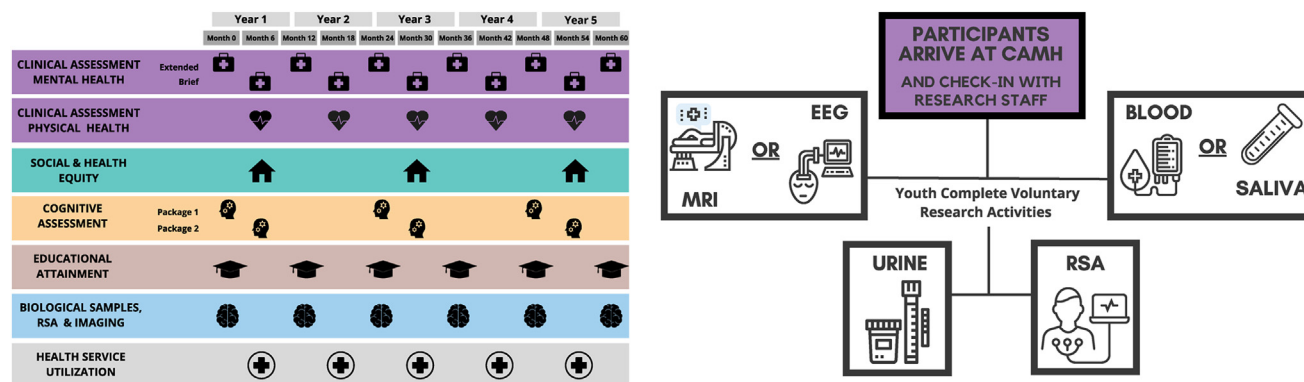 Year 1 Year 2 Year 3 Year 4 Year 5
Month 0 Month 6 Month 12 Month 18 Month 24 Month 30 Month 36 Month 42 Month 48 Month 54 Month 60
CLINICAL ASSESSMENT
MENTAL HEALTH
Extended
Brief
CLINICAL ASSESSMENT
PHYSICAL HEALTH
SOCIAL & HEALTH
EQUITY
COGNITIVE
ASSESSMENT
Package 1
Package 2
EDUCATIONAL
ATTAINMENT
BIOLOGICAL SAMPLES,
RSA & IMAGING
HEALTH SERVICE
UTILIZATION
PARTICIPANTS
ARRIVE AT CAMH
AND CHECK-IN WITH
RESEARCH STAFF
EEG
OR
MRI
BLOOD
OR
SALIVA
Youth Complete Voluntary
Research Activities
URINE
RSA